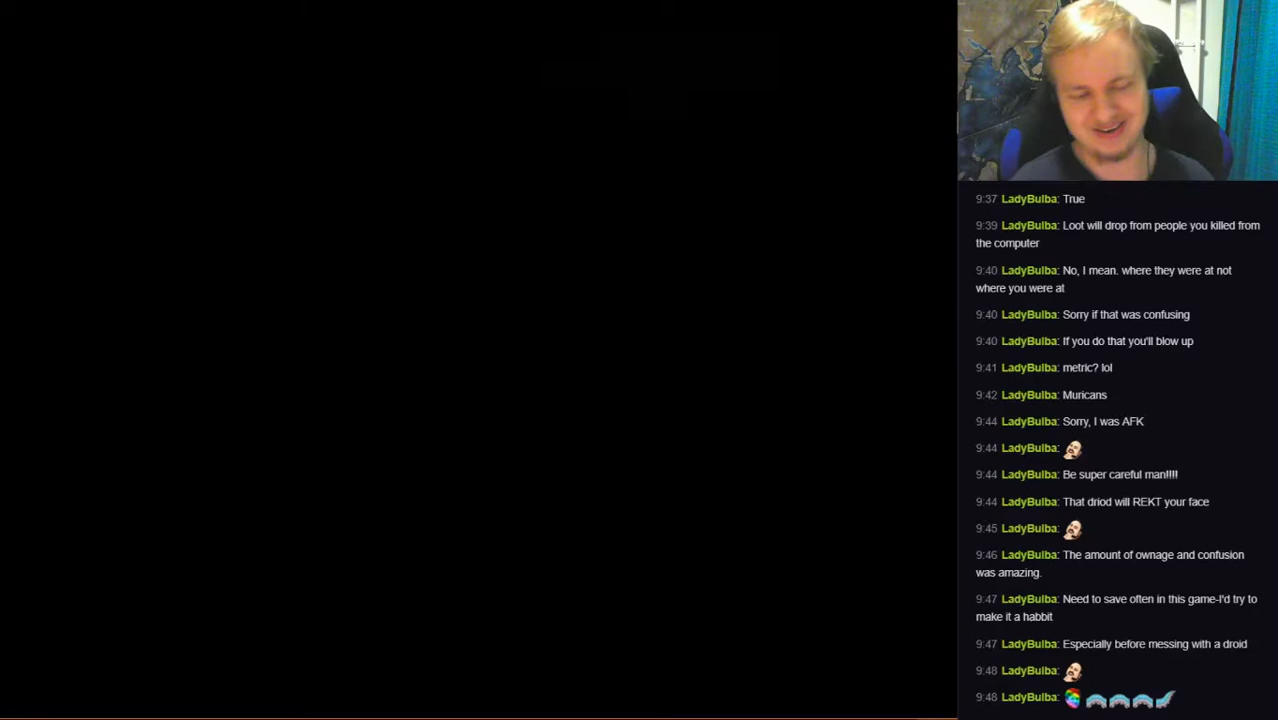 9:37 LadyBulba: True
9:39 LadyBulba: Loot will drop from people you killed from
the computer
9:40 LadyBulba: No, I mean. where they were at not
where you were at
9:40 LadyBulba: Sorry if that was confusing
9:40 LadyBulba: If you do that you'll blow up
9:41 LadyBulba: metric? lol
9:42 LadyBulba: Muricans
9:44 LadyBulba: Sorry, I was AFK
9:44 LadyBulba:
9:44 LadyBulba: Be super careful man!!!!
9:44 LadyBulba: That driod will REKT your face
9:45 LadyBulba:
9:46 LadyBulba: The amount of ownage and confusion
was amazing.
9:47 LadyBulba: Need to save often in this game-I'd try to
make it a habbit
9:47 LadyBulba: Especially before messing with a droid
9:48 LadyBulba:
9:48 LadyBulba: